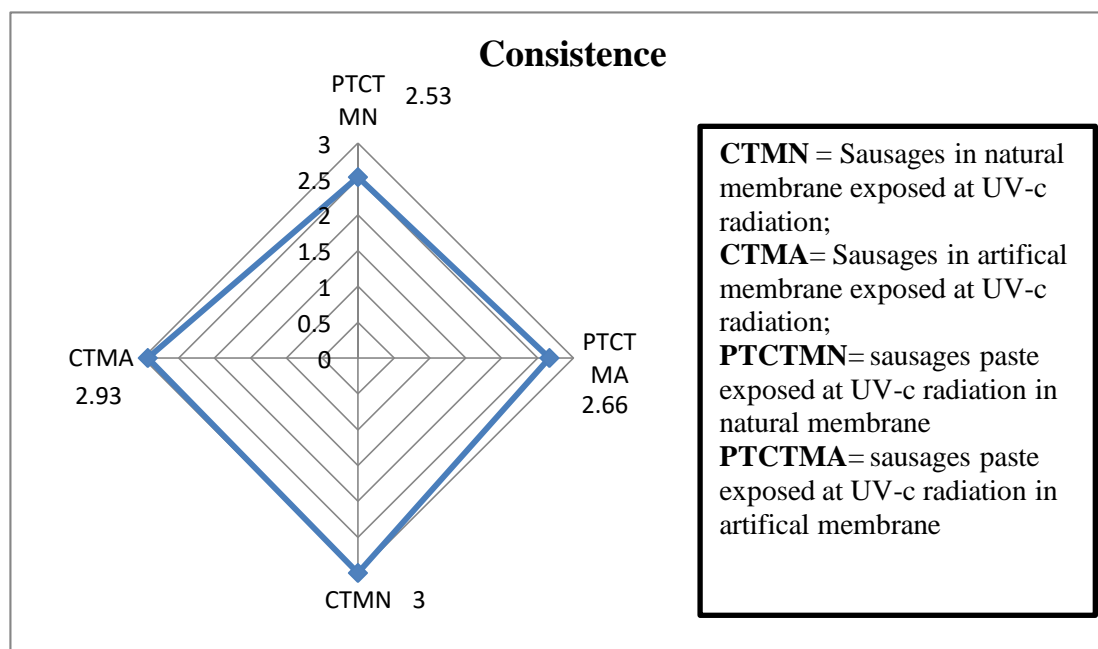 Consistence
PTCT
MN
2.53
3
2.5
2
1.5
1
0.5
0
PTCT
MA
2.66
CTMA
2.93
CTMN 3
CTMN = Sausages in natural
membrane exposed at UV-c
radiation;
CTMA= Sausages in artifical
membrane exposed at UV-c
radiation;
PTCTMN= sausages paste
exposed at UV-c radiation in
natural membrane
PTCTMA= sausages paste
exposed at UV-c radiation in
artifical membrane